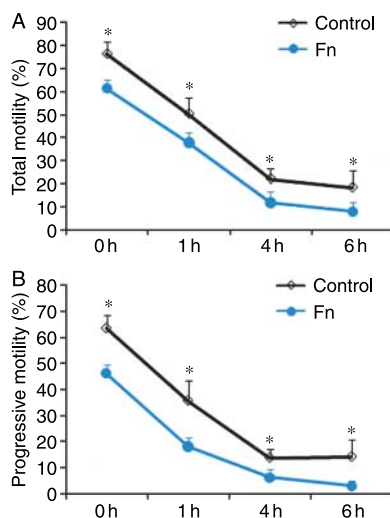 A
Total motility (%)
90
80
70
60
50
40
30
20
10
0
Control
Fn
*
*
*
*
0 h
1 h
4 h
6 h
B
Progressive motility (%)
80
70
60
50
40
30
20
10
0
Control
Fn
*
*
*
*
0 h
1 h
4 h
6 h